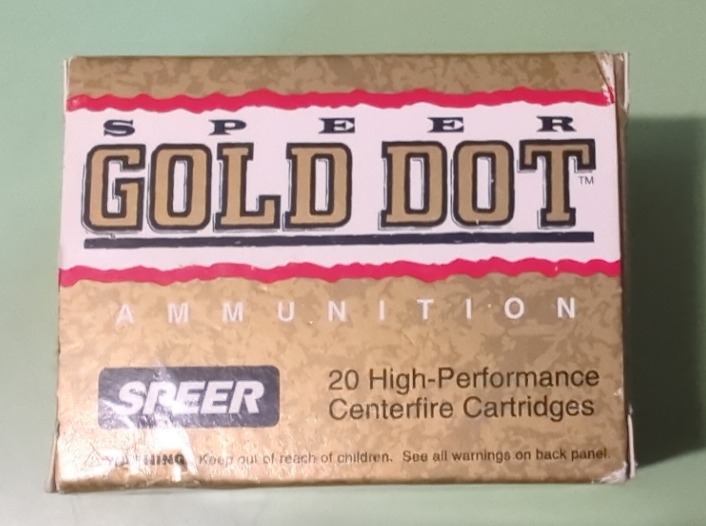 SPEER
GOLD DOT™
AMMUNITION
SPEER
20 High-Performance
Centerfire Cartridges
WARNING Keep out of reach of children. See all warnings on back panel.